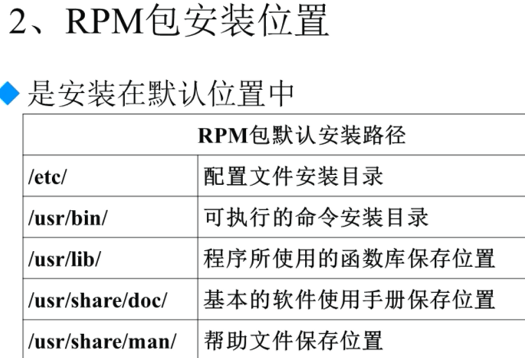 2、RPM包安装位置
是安装在默认位置中
RPM包默认安装路径
/etc/ 配置文件安装目录
/usr/bin/ 可执行的命令安装目录
/usr/lib/ 程序所使用的函数库保存位置
/usr/share/doc/ 基本的软件使用手册保存位置
/usr/share/man/ 帮助文件保存位置